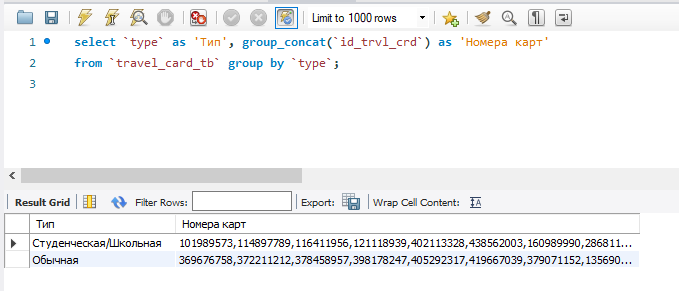 Limit to 1000 rows
1 select `type` as 'Тип', group_concat(`id_trvl_crd`) as 'Номера карт'
2 from `travel_card_tb` group by `type`;
3
Result Grid Filter Rows: Export: Wrap Cell Content:
Тип Номера карт
Студенческая/Школьная 101989573,114897789,116411956,121118939,402113328,438562003,160989990,286811...
Обычная 369676758,372211212,378458957,398178247,405292317,419667039,379071152,135690...